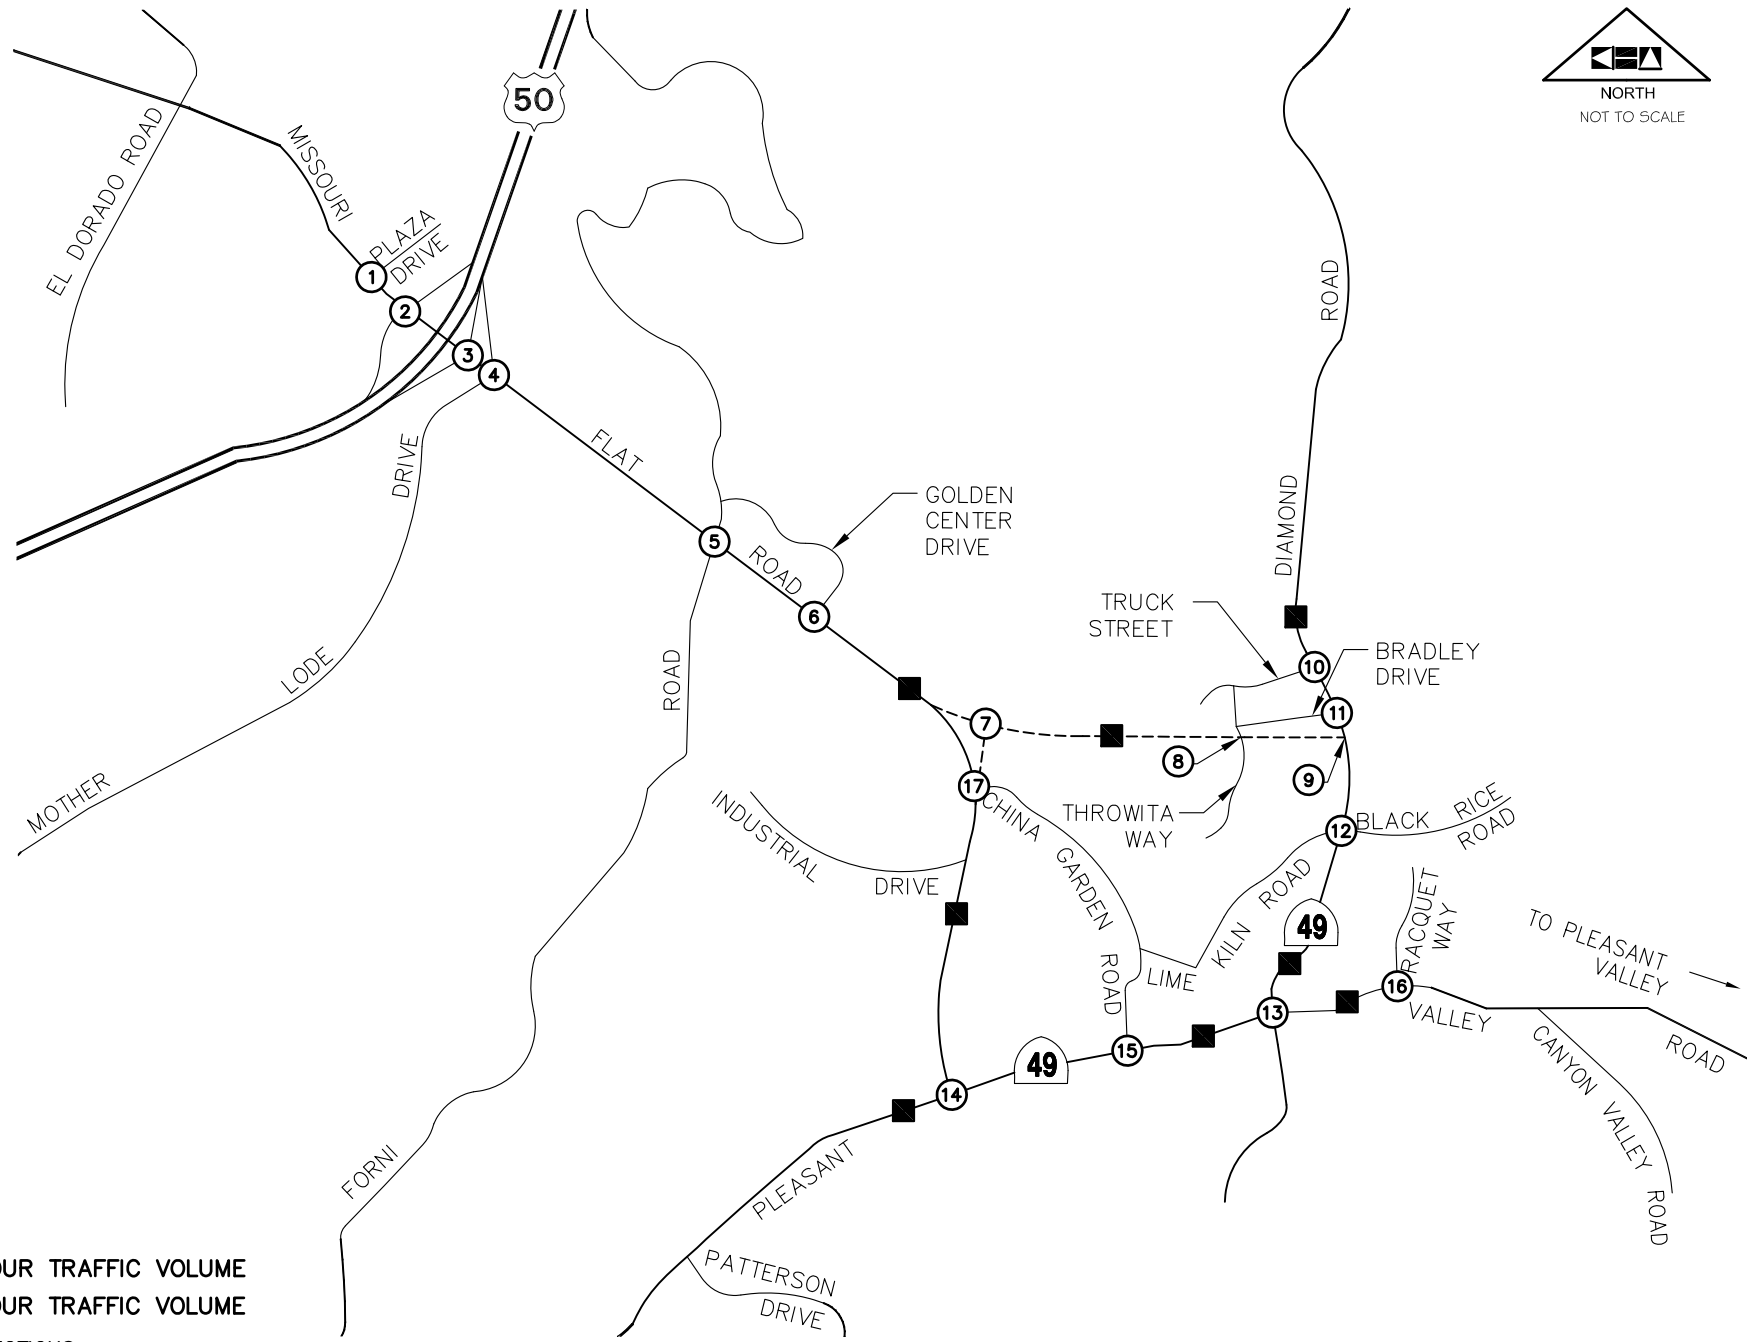 50
NORTH
NOT TO SCALE
EL DORADO ROAD
MISSOURI
PLAZA
DRIVE
1
2
3
4
FLAT
DRIVE
LODE
MOTHER
5
ROAD
6
GOLDEN
CENTER
DRIVE
ROAD
FORNI
ROAD
DIAMOND
TRUCK
STREET
BRADLEY
DRIVE
10
11
7
8
9
17
THROWITA
WAY
INDUSTRIAL
DRIVE
CHINA
GARDEN
ROAD
12
BLACK
RICE
ROAD
LIME
KILN
ROAD
49
RACQUET
WAY
TO PLEASANT
VALLEY
13
16
VALLEY
ROAD
CANYON VALLEY ROAD
15
49
14
PLEASANT
PATTERSON
DRIVE
OUR TRAFFIC VOLUME
OUR TRAFFIC VOLUME